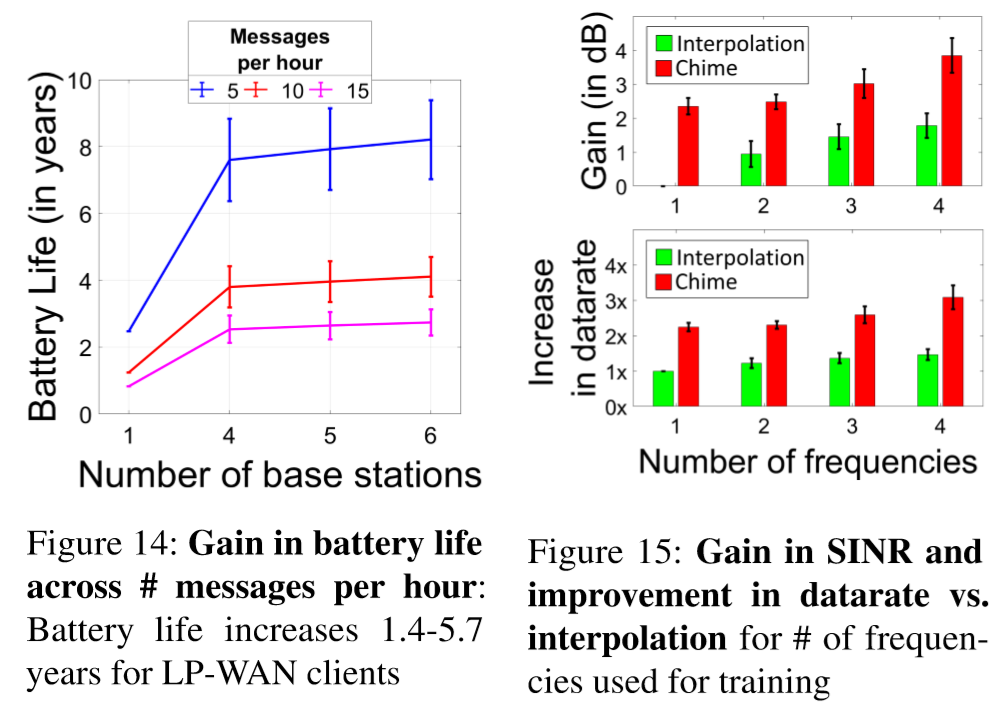 Messages
per hour
5 10 15
Battery Life (in years)
10
8
6
4
2
0
1 4 5 6
Number of base stations
Figure 14: Gain in battery life
across # messages per hour:
Battery life increases 1.4-5.7
years for LP-WAN clients
Gain (in dB)
Interpolation
Chime
4
3
2
1
0
1 2 3 4
Increase
in datarate
Interpolation
Chime
4x
3x
2x
1x
0x
1 2 3 4
Number of frequencies
Figure 15: Gain in SINR and
improvement in datarate vs.
interpolation for # of frequen-
cies used for training